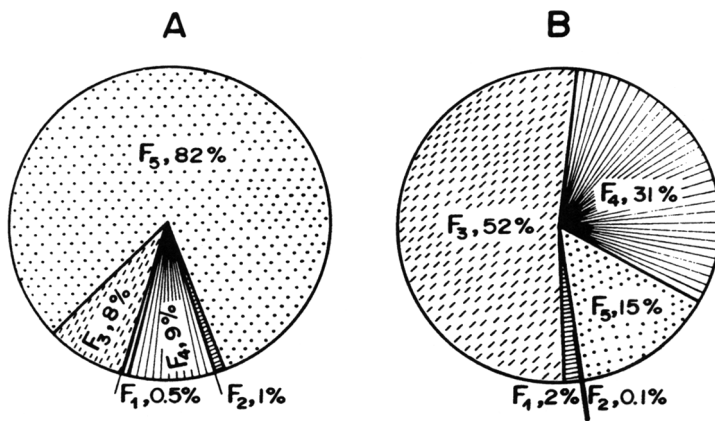 A
F₅, 82%
F₃, 8%
F₄, 9%
F₁, 0.5%
F₂, 1%
B
F₃, 52%
F₄, 31%
F₅, 15%
F₁, 2%
F₂, 0.1%